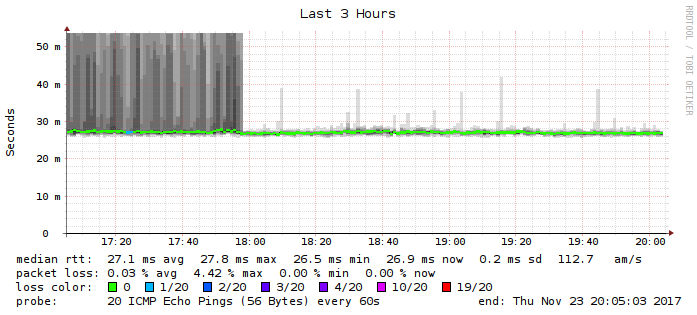 Last 3 Hours
RRDTOOL / TOBI OETIKER
Seconds
50 m
40 m
30 m
20 m
10 m
0
17:20 17:40 18:00 18:20 18:40 19:00 19:20 19:40 20:00
median rtt: 27.1 ms avg 27.8 ms max 26.5 ms min 26.9 ms now 0.2 ms sd 112.7 am/s
packet loss: 0.03 % avg 4.42 % max 0.00 % min 0.00 % now
loss color: 0 1/20 2/20 3/20 4/20 10/20 19/20
probe: 20 ICMP Echo Pings (56 Bytes) every 60s end: Thu Nov 23 20:05:03 2017